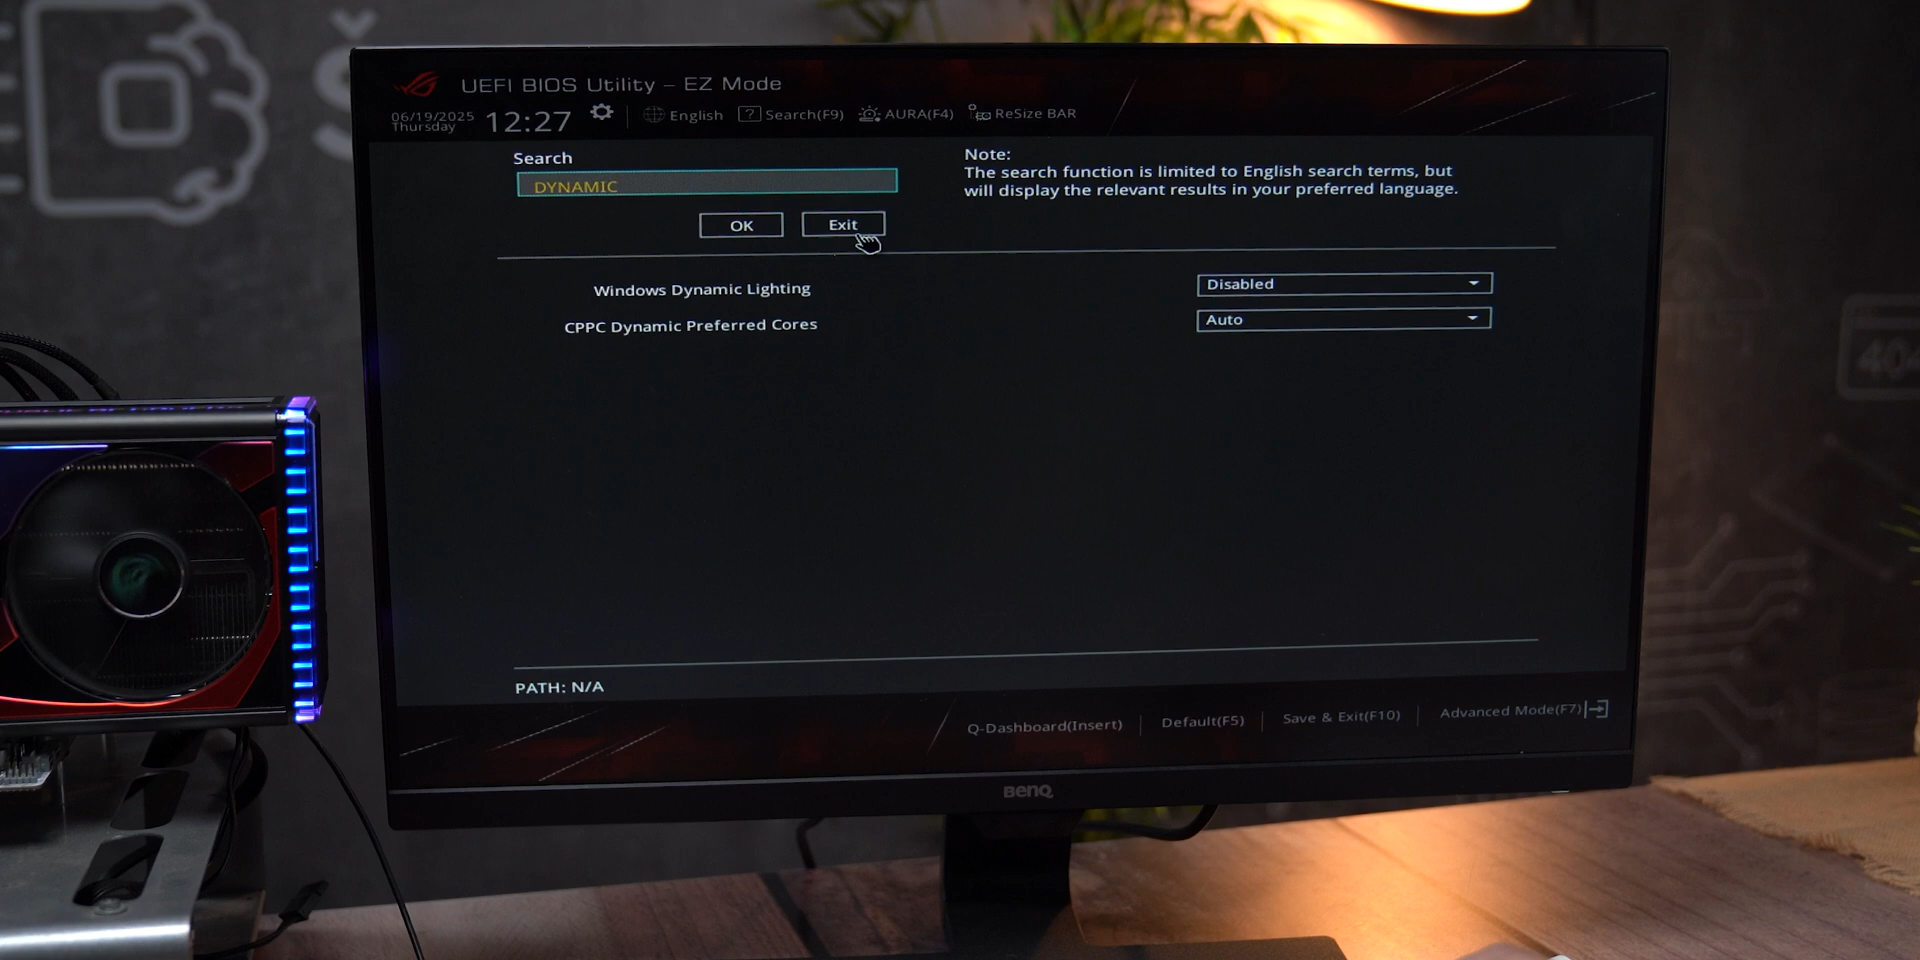 Š
UEFI BIOS Utility – EZ Mode
06/19/2025
Thursday
12:27
English
Search(F9)
AURA(F4)
ReSize BAR
Search
DYNAMIC
OK
Exit
Note:
The search function is limited to English search terms, but
will display the relevant results in your preferred language.
Windows Dynamic Lighting
Disabled
CPPC Dynamic Preferred Cores
Auto
PATH: N/A
Q-Dashboard(Insert)
Default(F5)
Save & Exit(F10)
Advanced Mode(F7)
BenQ
404